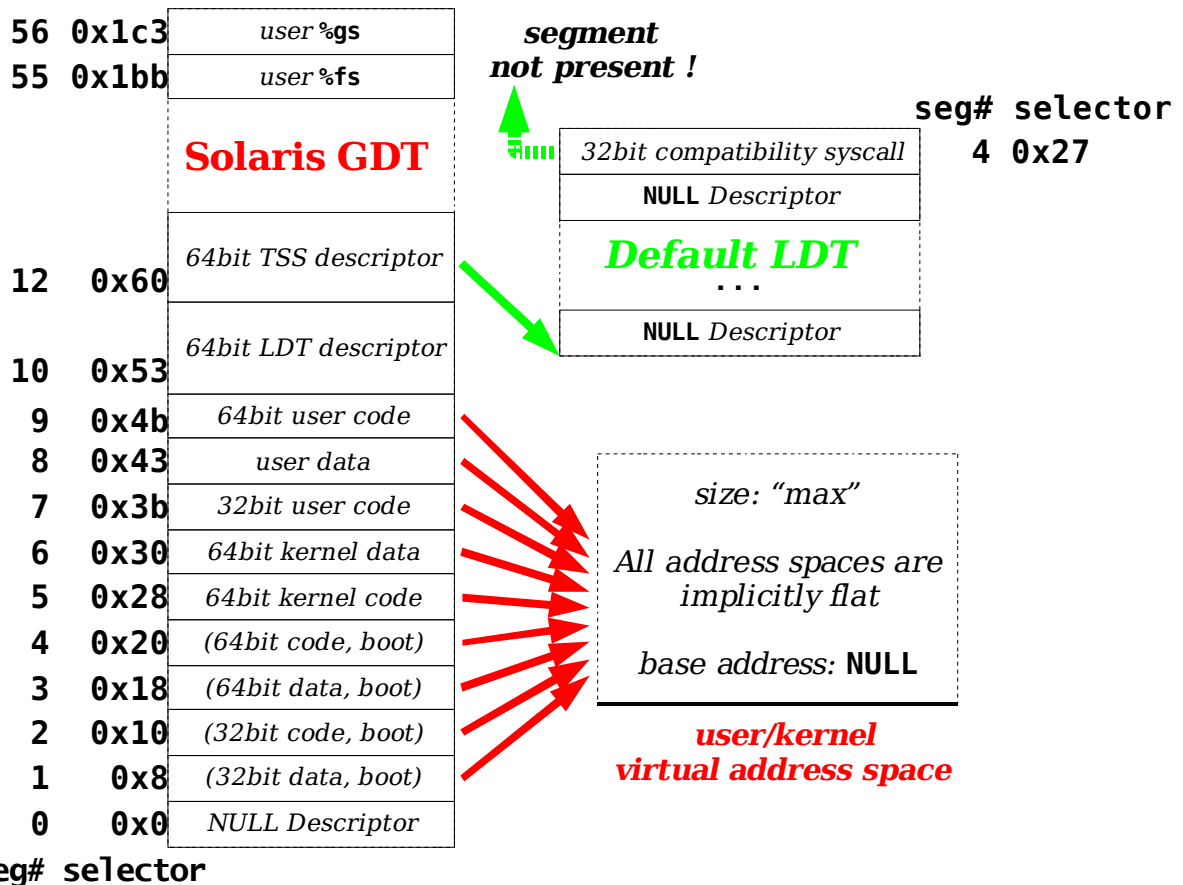 56 0x1c3 user %gs
55 0x1bb user %fs
Solaris GDT
12 0x60 64bit TSS descriptor
10 0x53 64bit LDT descriptor
9 0x4b 64bit user code
8 0x43 user data
7 0x3b 32bit user code
6 0x30 64bit kernel data
5 0x28 64bit kernel code
4 0x20 (64bit code, boot)
3 0x18 (64bit data, boot)
2 0x10 (32bit code, boot)
1 0x8 (32bit data, boot)
0 0x0 NULL Descriptor
eg# selector
segment
not present !
seg# selector
32bit compatibility syscall 4 0x27
NULL Descriptor
Default LDT
...
NULL Descriptor
size: “max”
All address spaces are
implicitly flat
base address: NULL
user/kernel
virtual address space